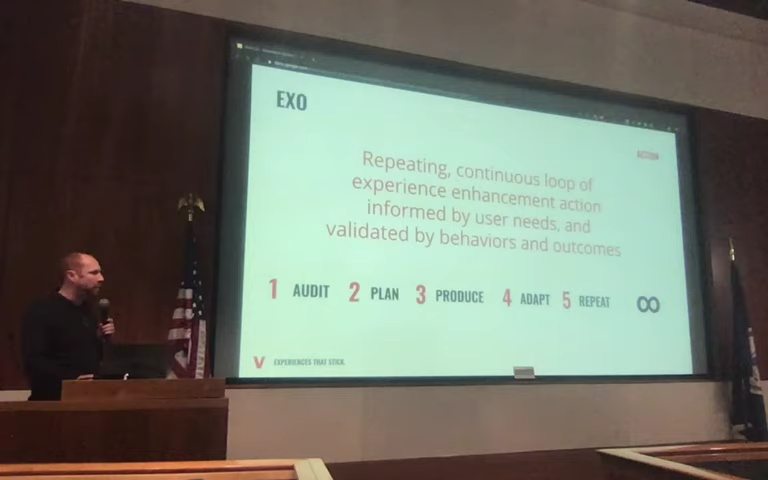 EXO
Repeating, continuous loop of
experience enhancement action
informed by user needs, and
validated by behaviors and outcomes
1 AUDIT 2 PLAN 3 PRODUCE 4 ADAPT 5 REPEAT
V EXPERIENCES THAT STICK.